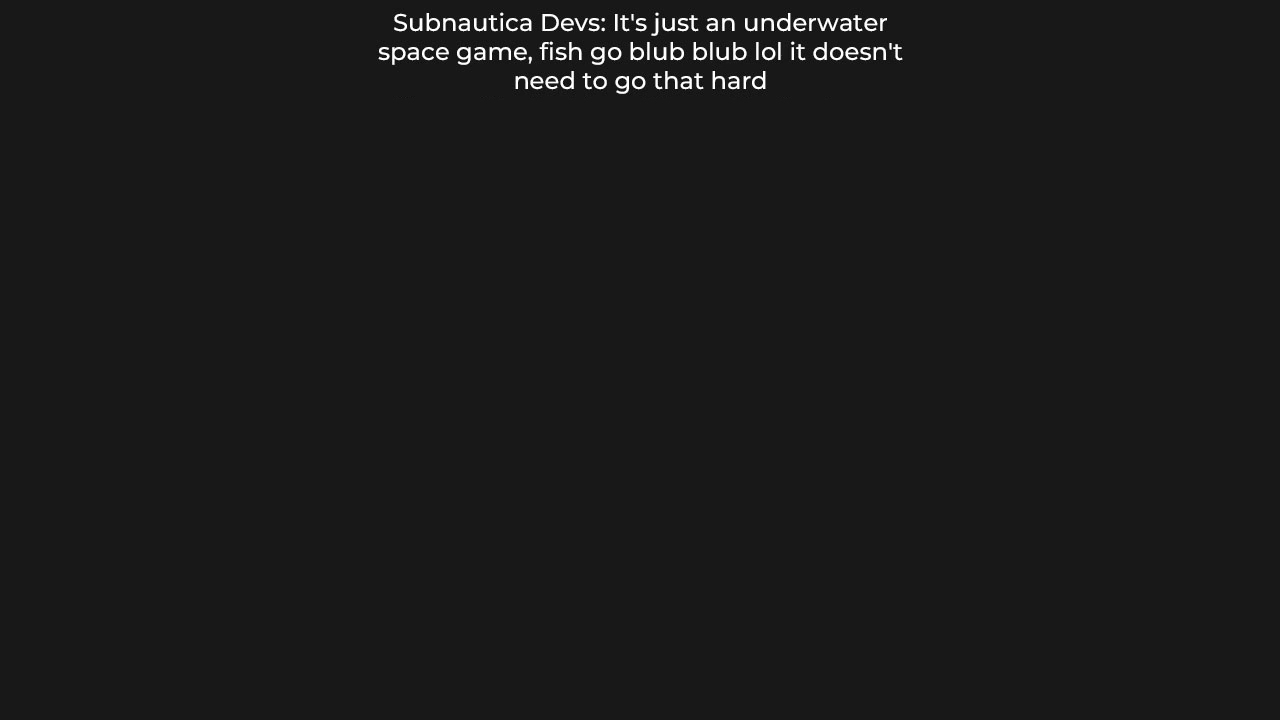 Subnautica Devs: It's just an underwater
space game, fish go blub blub lol it doesn't
need to go that hard